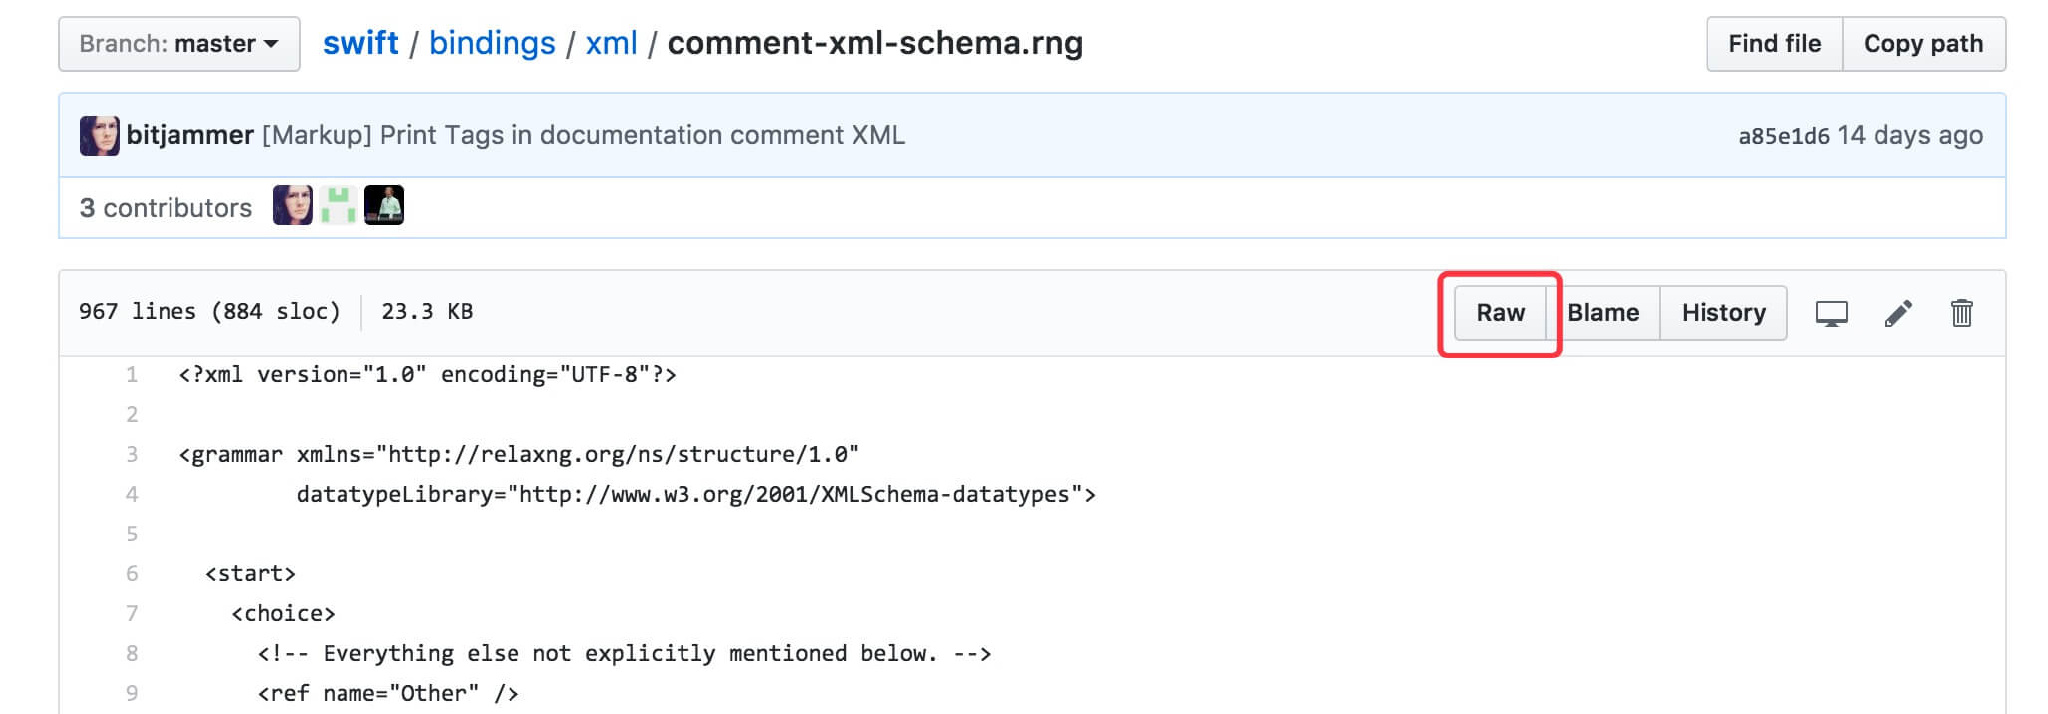 Branch: master swift / bindings / xml / comment-xml-schema.rng Find file Copy path
bitjammer [Markup] Print Tags in documentation comment XML a85e1d6 14 days ago
3 contributors
967 lines (884 sloc) 23.3 KB Raw Blame History
1 <?xml version="1.0" encoding="UTF-8"?>
2
3 <grammar xmlns="http://relaxng.org/ns/structure/1.0"
4 datatypeLibrary="http://www.w3.org/2001/XMLSchema-datatypes">
5
6 <start>
7 <choice>
8 <!-- Everything else not explicitly mentioned below. -->
9 <ref name="Other" />